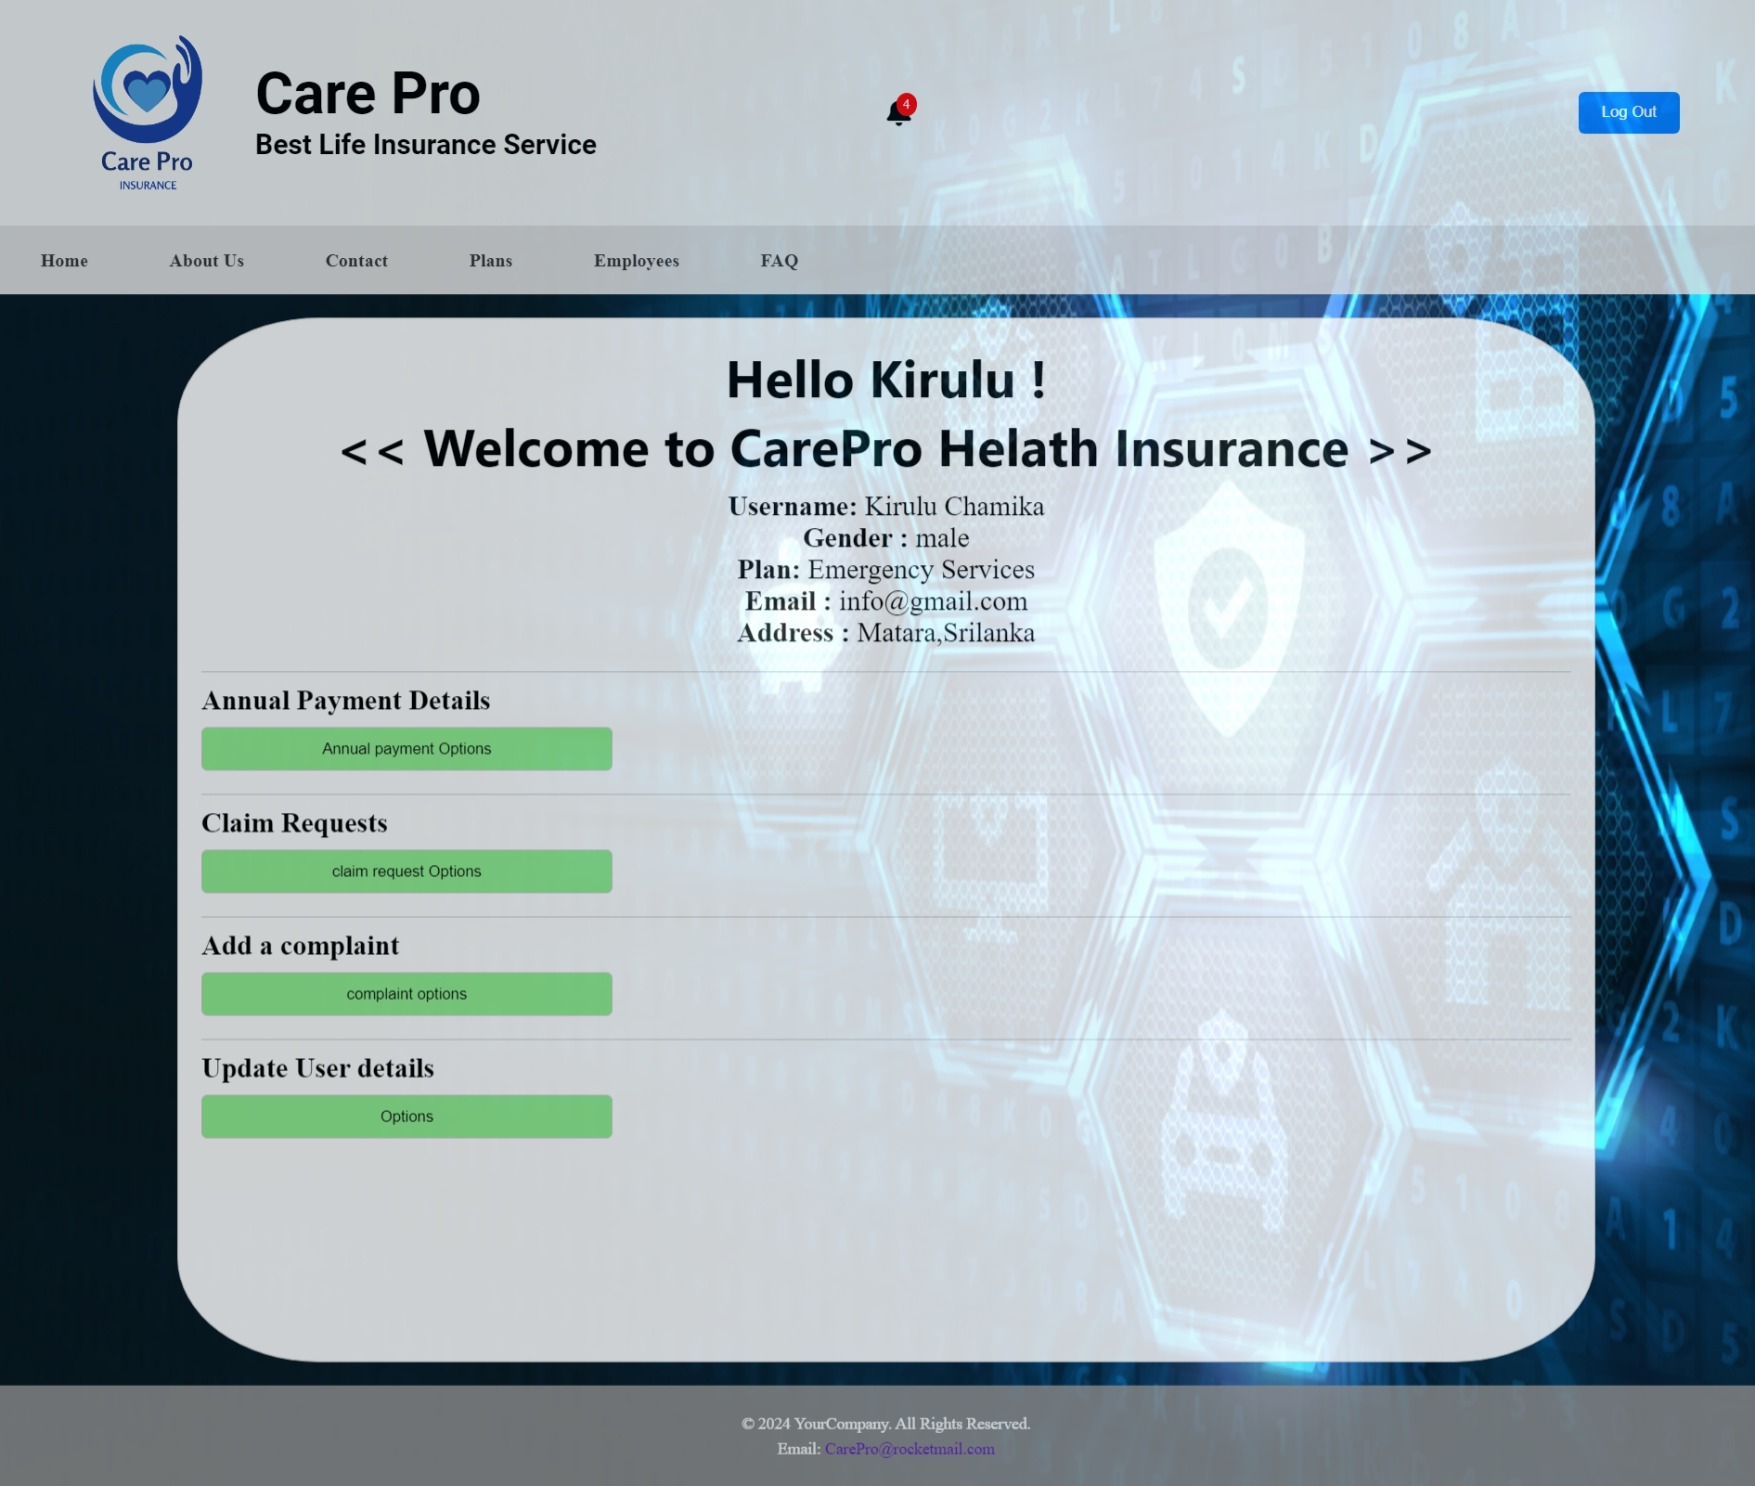 Care Pro
INSURANCE
Care Pro
Best Life Insurance Service
4
Log Out
Home
About Us
Contact
Plans
Employees
FAQ
Hello Kirulu !
<< Welcome to CarePro Helath Insurance >>
Username: Kirulu Chamika
Gender : male
Plan: Emergency Services
Email : info@gmail.com
Address : Matara,Srilanka
Annual Payment Details
Annual payment Options
Claim Requests
claim request Options
Add a complaint
complaint options
Update User details
Options
© 2024 YourCompany. All Rights Reserved.
Email: CarePro@rocketmail.com